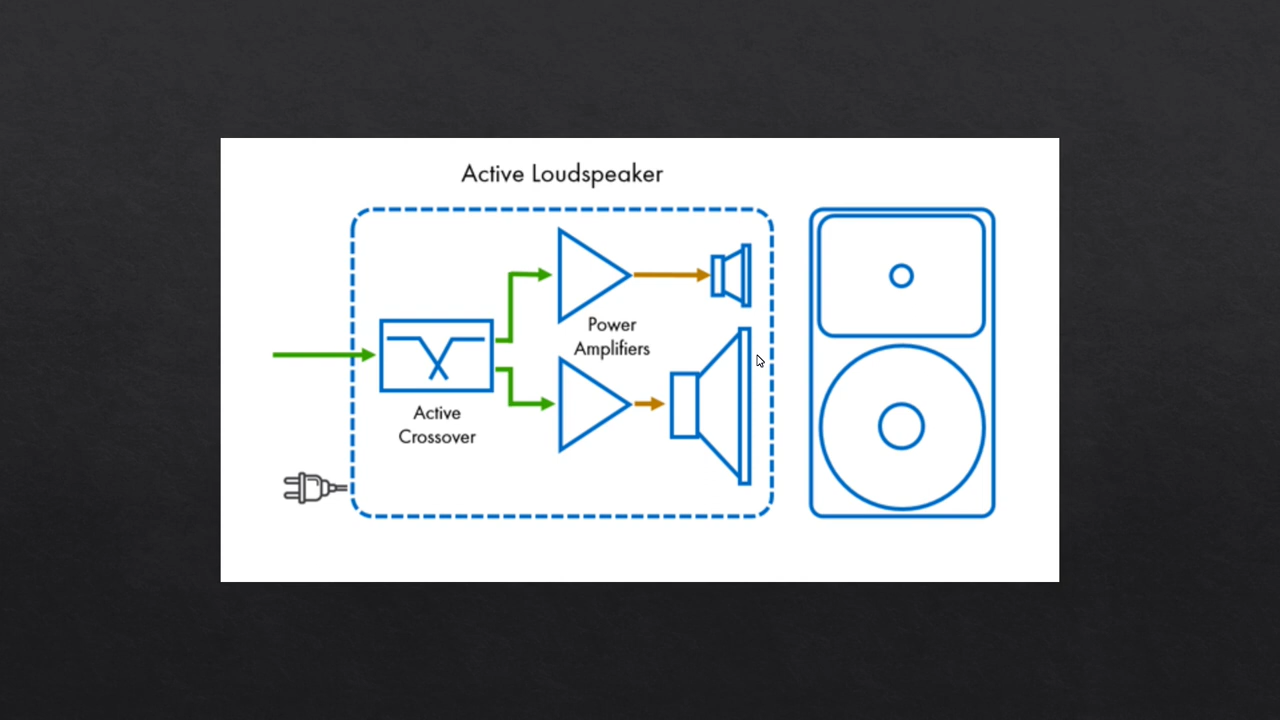 Active Loudspeaker
Power
Amplifiers
Active
Crossover